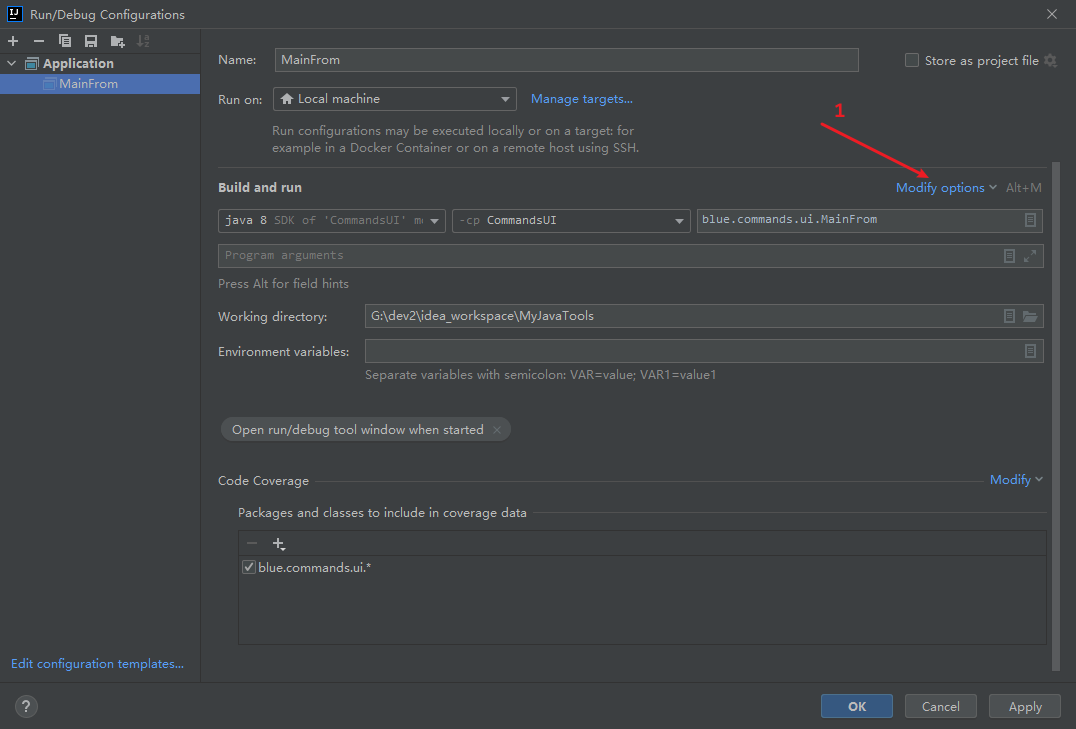 Run/Debug Configurations
Application
MainFrom
Name: MainFrom
Store as project file
Run on: Local machine Manage targets...
1
Run configurations may be executed locally or on a target: for
example in a Docker Container or on a remote host using SSH.
Build and run Modify options Alt+M
java 8 SDK of 'CommandsUI' -cp CommandsUI blue.commands.ui.MainFrom
Program arguments
Press Alt for field hints
Working directory: G:\dev2\idea_workspace\MyJavaTools
Environment variables:
Separate variables with semicolon: VAR=value; VAR1=value1
Open run/debug tool window when started
Code Coverage Modify
Packages and classes to include in coverage data
blue.commands.ui.*
Edit configuration templates...
? OK Cancel Apply